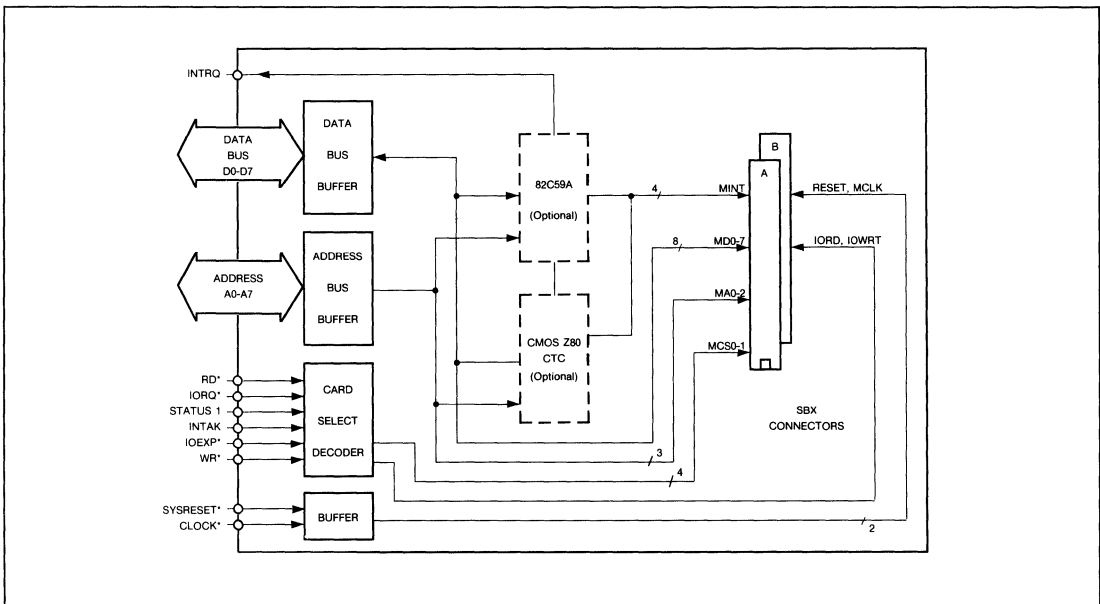 INTRQ
DATA
BUS
D0-D7
DATA
BUS
BUFFER
ADDRESS
A0-A7
ADDRESS
BUS
BUFFER
RD*
IORQ*
STATUS 1
INTAK
IOEXP*
WR*
CARD
SELECT
DECODER
SYSRESET*
CLOCK*
BUFFER
82C59A
(Optional)
CMOS Z80
CTC
(Optional)
4
MINT
8
MD0-7
MA0-2
MCS0-1
3
4
2
B
A
RESET, MCLK
IORD, IOWRT
SBX
CONNECTORS